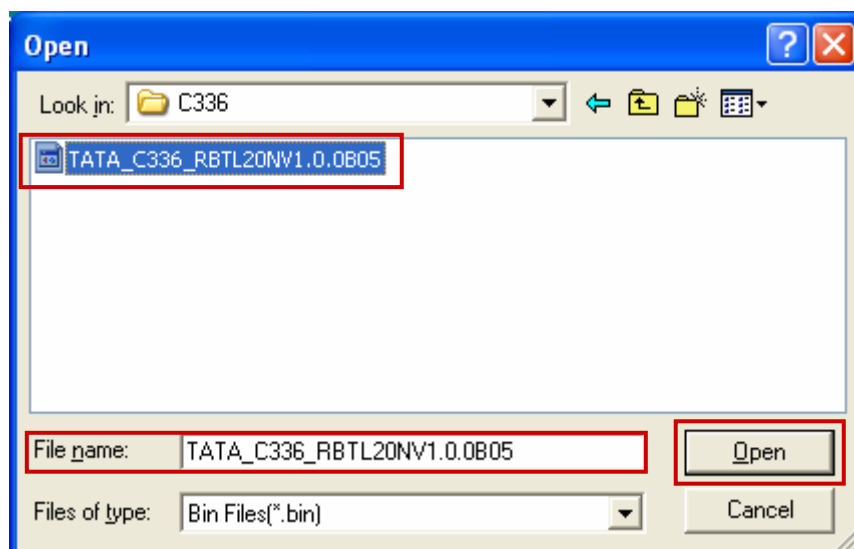 Open
Look in: C336
TATA_C336_RBTL20NV1.0.0B05
File name: TATA_C336_RBTL20NV1.0.0B05 Open
Files of type: Bin Files(*.bin) Cancel